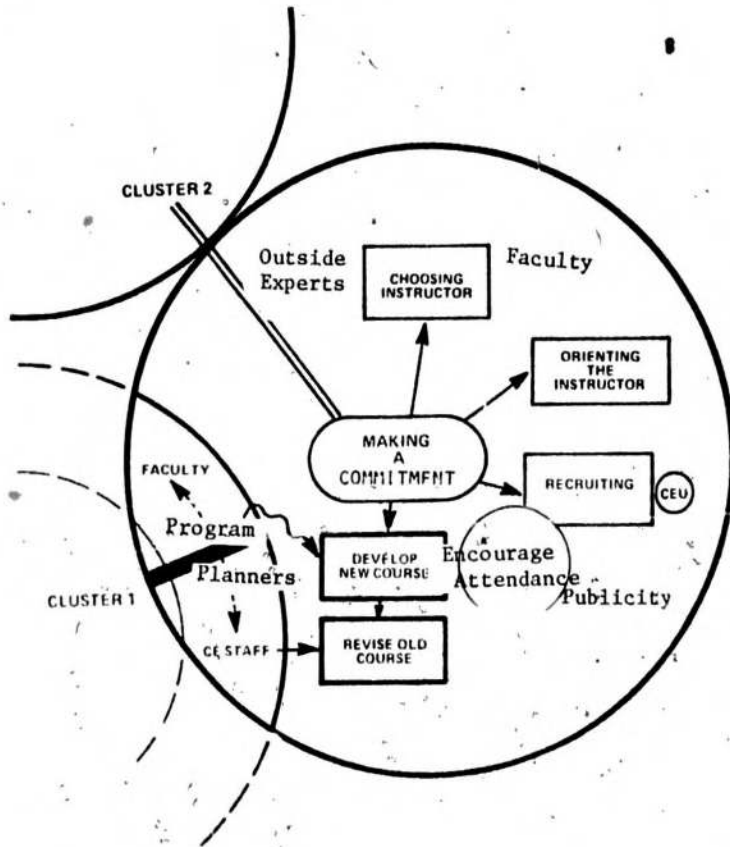 CLUSTER 2
Outside
Experts
CHOOSING
INSTRUCTOR
Faculty
ORIENTING
THE
INSTRUCTOR
MAKING
A
COMMITMENT
FACULTY
RECRUITING
CEU
Program
Planners
CLUSTER 1
DEVELOP
NEW COURSE
Encourage
Attendance
Publicity
CE STAFF
REVISE OLD
COURSE